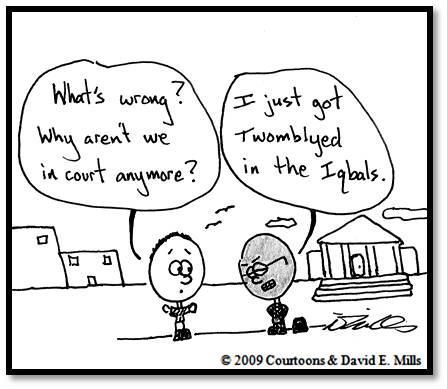 What's wrong?
Why aren't we
in court anymore?
I just got
Twomblyed
in the Iqbals.
© 2009 Courtoons & David E. Mills